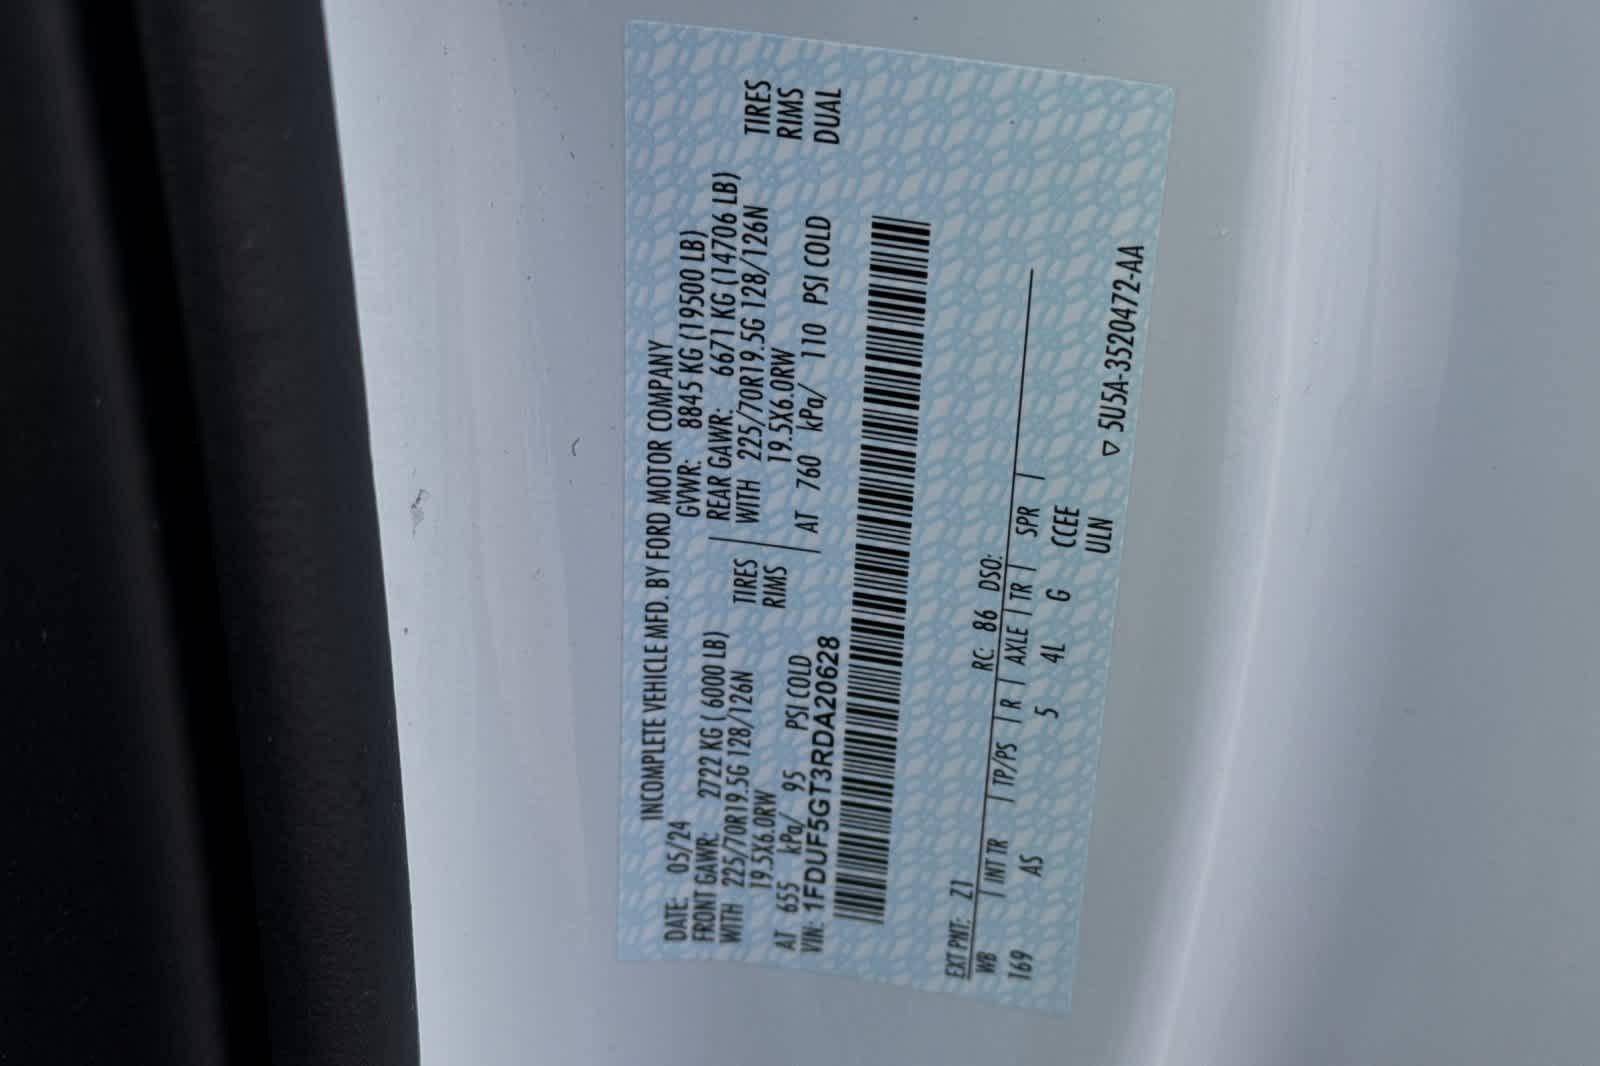 INCOMPLETE VEHICLE MFD. BY FORD MOTOR COMPANY
DATE: 05/24 GVWR: 8845 KG (19500 LB)
FRONT GAWR: 2722 KG ( 6000 LB) REAR GAWR: 6671 KG (14706 LB)
WITH 225/70R19.5G 128/126N TIRES WITH 225/70R19.5G 128/126N TIRES
19.5X6.0RW RIMS 19.5X6.0RW RIMS
AT 655 kPa/ 95 PSI COLD AT 760 kPa/ 110 PSI COLD DUAL
VIN: 1FDUF5GT3RDA20628
EXT PNT: Z1 RC: 86 DSO:
WB | INT TR | TP/PS | R | AXLE | TR | SPR |
169 AS 5 4L G CCEE
ULN
▽ 5U5A-3520472-AA